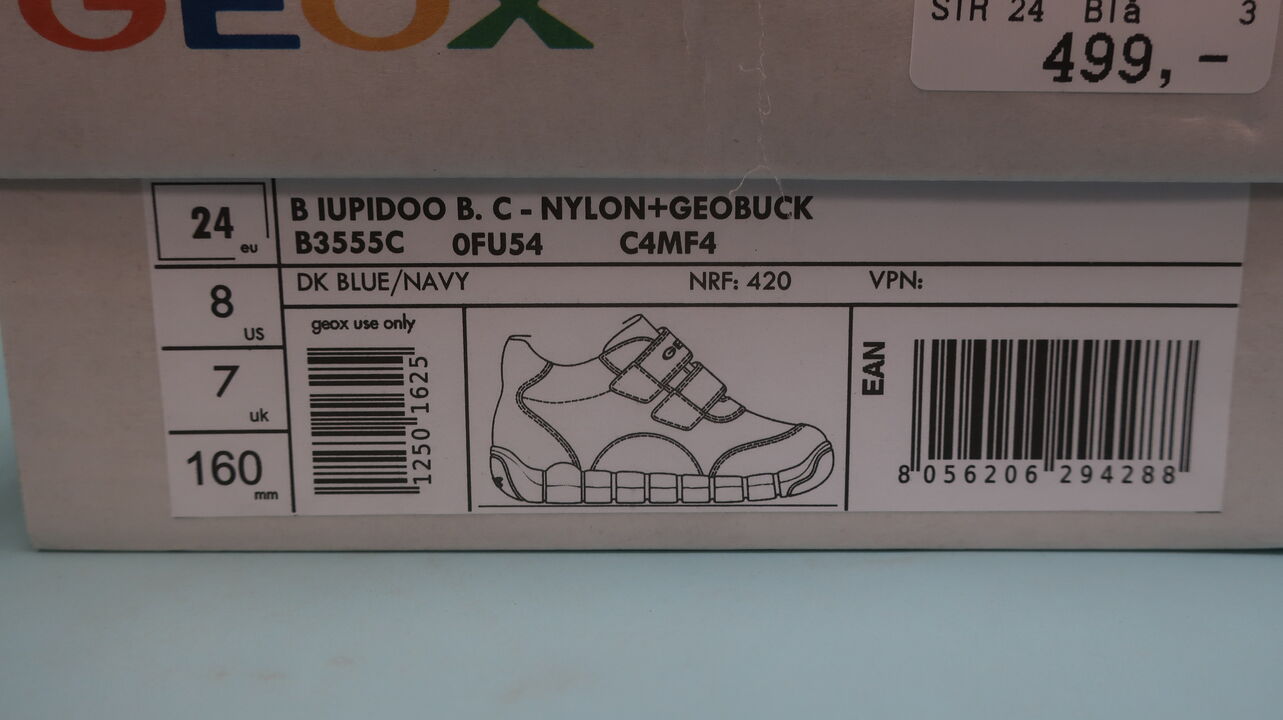 GEOX
STR 24 Blå 3
499,-
24 eu
B IUPIDOO B. C - NYLON+GEOBUCK
B3555C 0FU54 C4MF4
DK BLUE/NAVY NRF: 420 VPN:
8 US
7 uk
160 mm
geox use only
1250 1625
GE
EAN
8 056206 294288